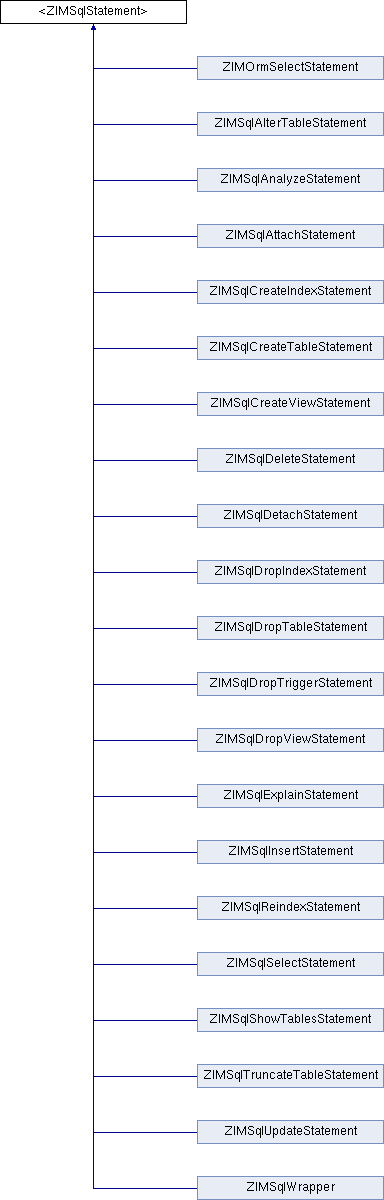 <ZIMSqlStatement>
ZIMOrmSelectStatement
ZIMSqlAlterTableStatement
ZIMSqlAnalyzeStatement
ZIMSqlAttachStatement
ZIMSqlCreateIndexStatement
ZIMSqlCreateTableStatement
ZIMSqlCreateViewStatement
ZIMSqlDeleteStatement
ZIMSqlDetachStatement
ZIMSqlDropIndexStatement
ZIMSqlDropTableStatement
ZIMSqlDropTriggerStatement
ZIMSqlDropViewStatement
ZIMSqlExplainStatement
ZIMSqlInsertStatement
ZIMSqlReindexStatement
ZIMSqlSelectStatement
ZIMSqlShowTablesStatement
ZIMSqlTruncateTableStatement
ZIMSqlUpdateStatement
ZIMSqlWrapper